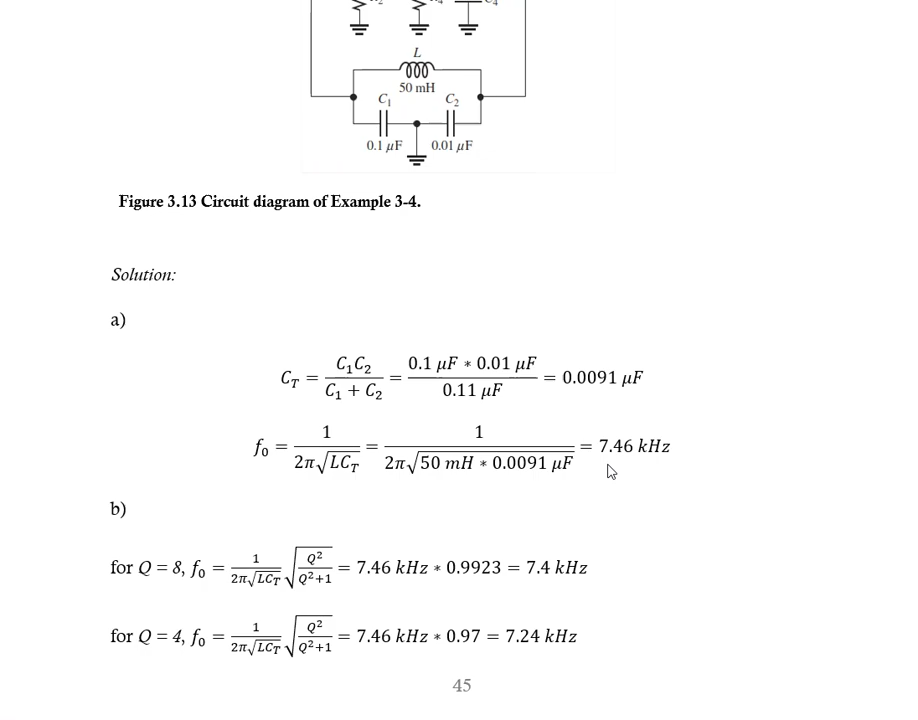 L
50 mH
C₁ C₂
0.1 μF 0.01 μF
Figure 3.13 Circuit diagram of Example 3-4.
Solution:
a)
C_T = C₁C₂ / (C₁ + C₂) = 0.1 μF ∗ 0.01 μF / 0.11 μF = 0.0091 μF
f₀ = 1 / (2π√(LC_T)) = 1 / (2π√(50 mH ∗ 0.0091 μF)) = 7.46 kHz
b)
for Q = 8, f₀ = 1 / (2π√(LC_T)) √(Q² / (Q²+1)) = 7.46 kHz ∗ 0.9923 = 7.4 kHz
for Q = 4, f₀ = 1 / (2π√(LC_T)) √(Q² / (Q²+1)) = 7.46 kHz ∗ 0.97 = 7.24 kHz
45